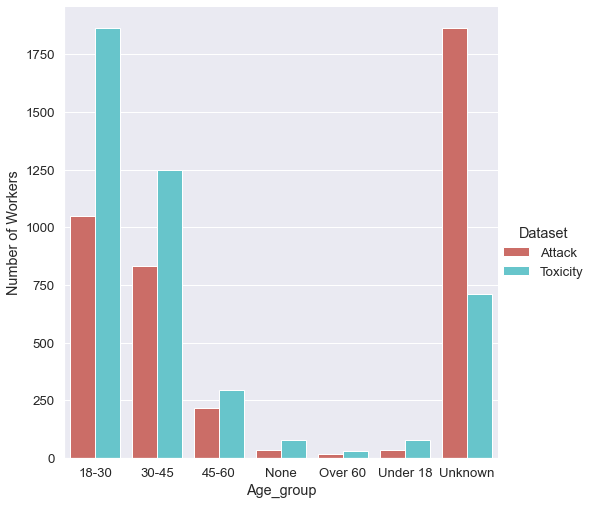 1750
1500
1250
1000
750
500
250
0
Number of Workers
18-30 30-45 45-60 None Over 60 Under 18 Unknown
Age_group
Dataset
Attack
Toxicity